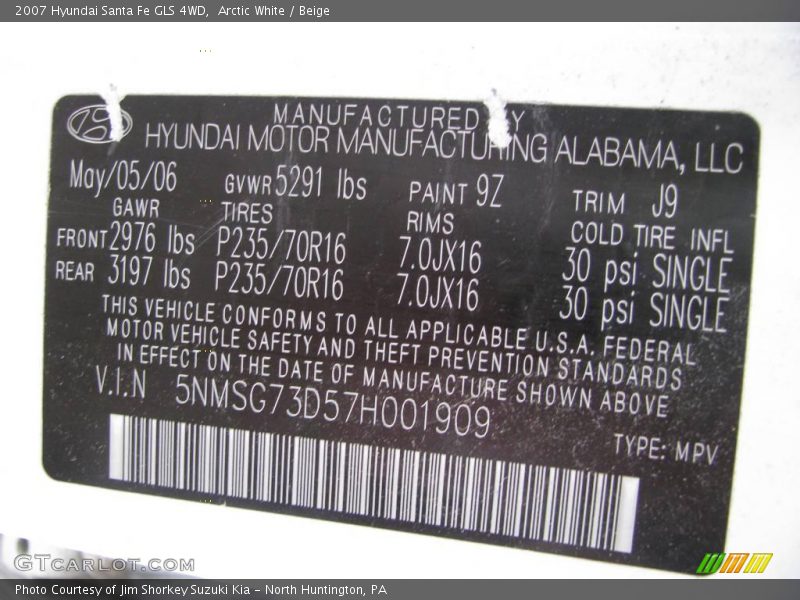 2007 Hyundai Santa Fe GLS 4WD, Arctic White / Beige
MANUFACTURED BY
HYUNDAI MOTOR MANUFACTURING ALABAMA, LLC
May/05/06 GVWR 5291 lbs PAINT 9Z TRIM J9
GAWR TIRES RIMS COLD TIRE INFL
FRONT 2976 lbs P235/70R16 7.0JX16 30 psi SINGLE
REAR 3197 lbs P235/70R16 7.0JX16 30 psi SINGLE
THIS VEHICLE CONFORMS TO ALL APPLICABLE U.S.A. FEDERAL
MOTOR VEHICLE SAFETY AND THEFT PREVENTION STANDARDS
IN EFFECT ON THE DATE OF MANUFACTURE SHOWN ABOVE
V.I.N 5NMSG73D57H001909
TYPE: MPV
GTCARLOT.COM
Photo Courtesy of Jim Shorkey Suzuki Kia - North Huntington, PA